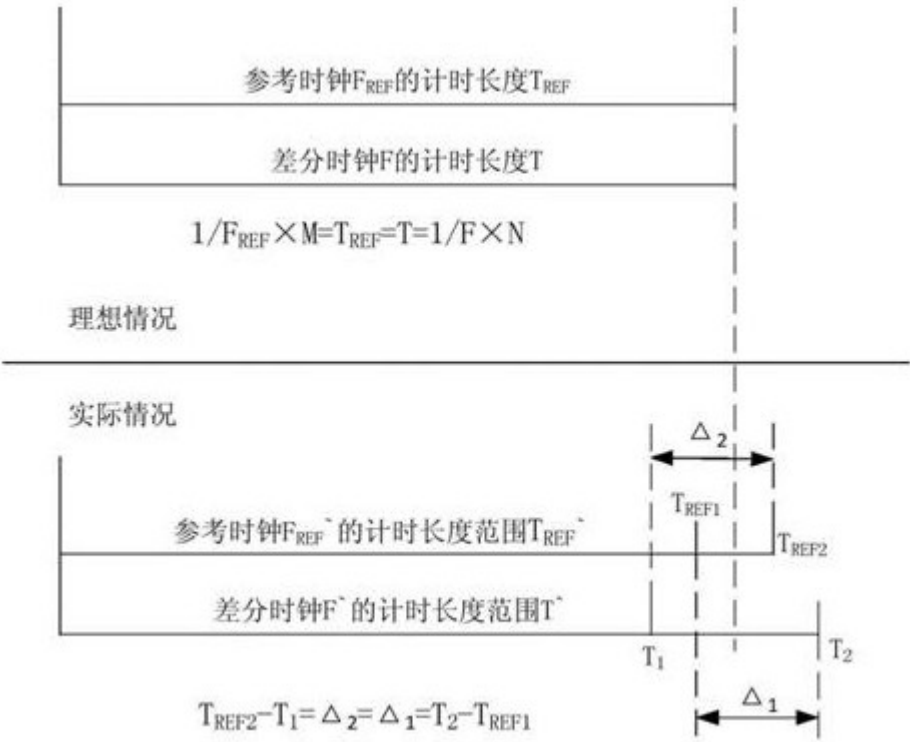 参考时钟FREF的计时长度TREF
差分时钟F的计时长度T
1/FREF×M=TREF=T=1/F×N
理想情况
实际情况
△2
TREF1
参考时钟FREF`的计时长度范围TREF`
TREF2
差分时钟F`的计时长度范围T`
T1
T2
△1
TREF2-T1=△2=△1=T2-TREF1